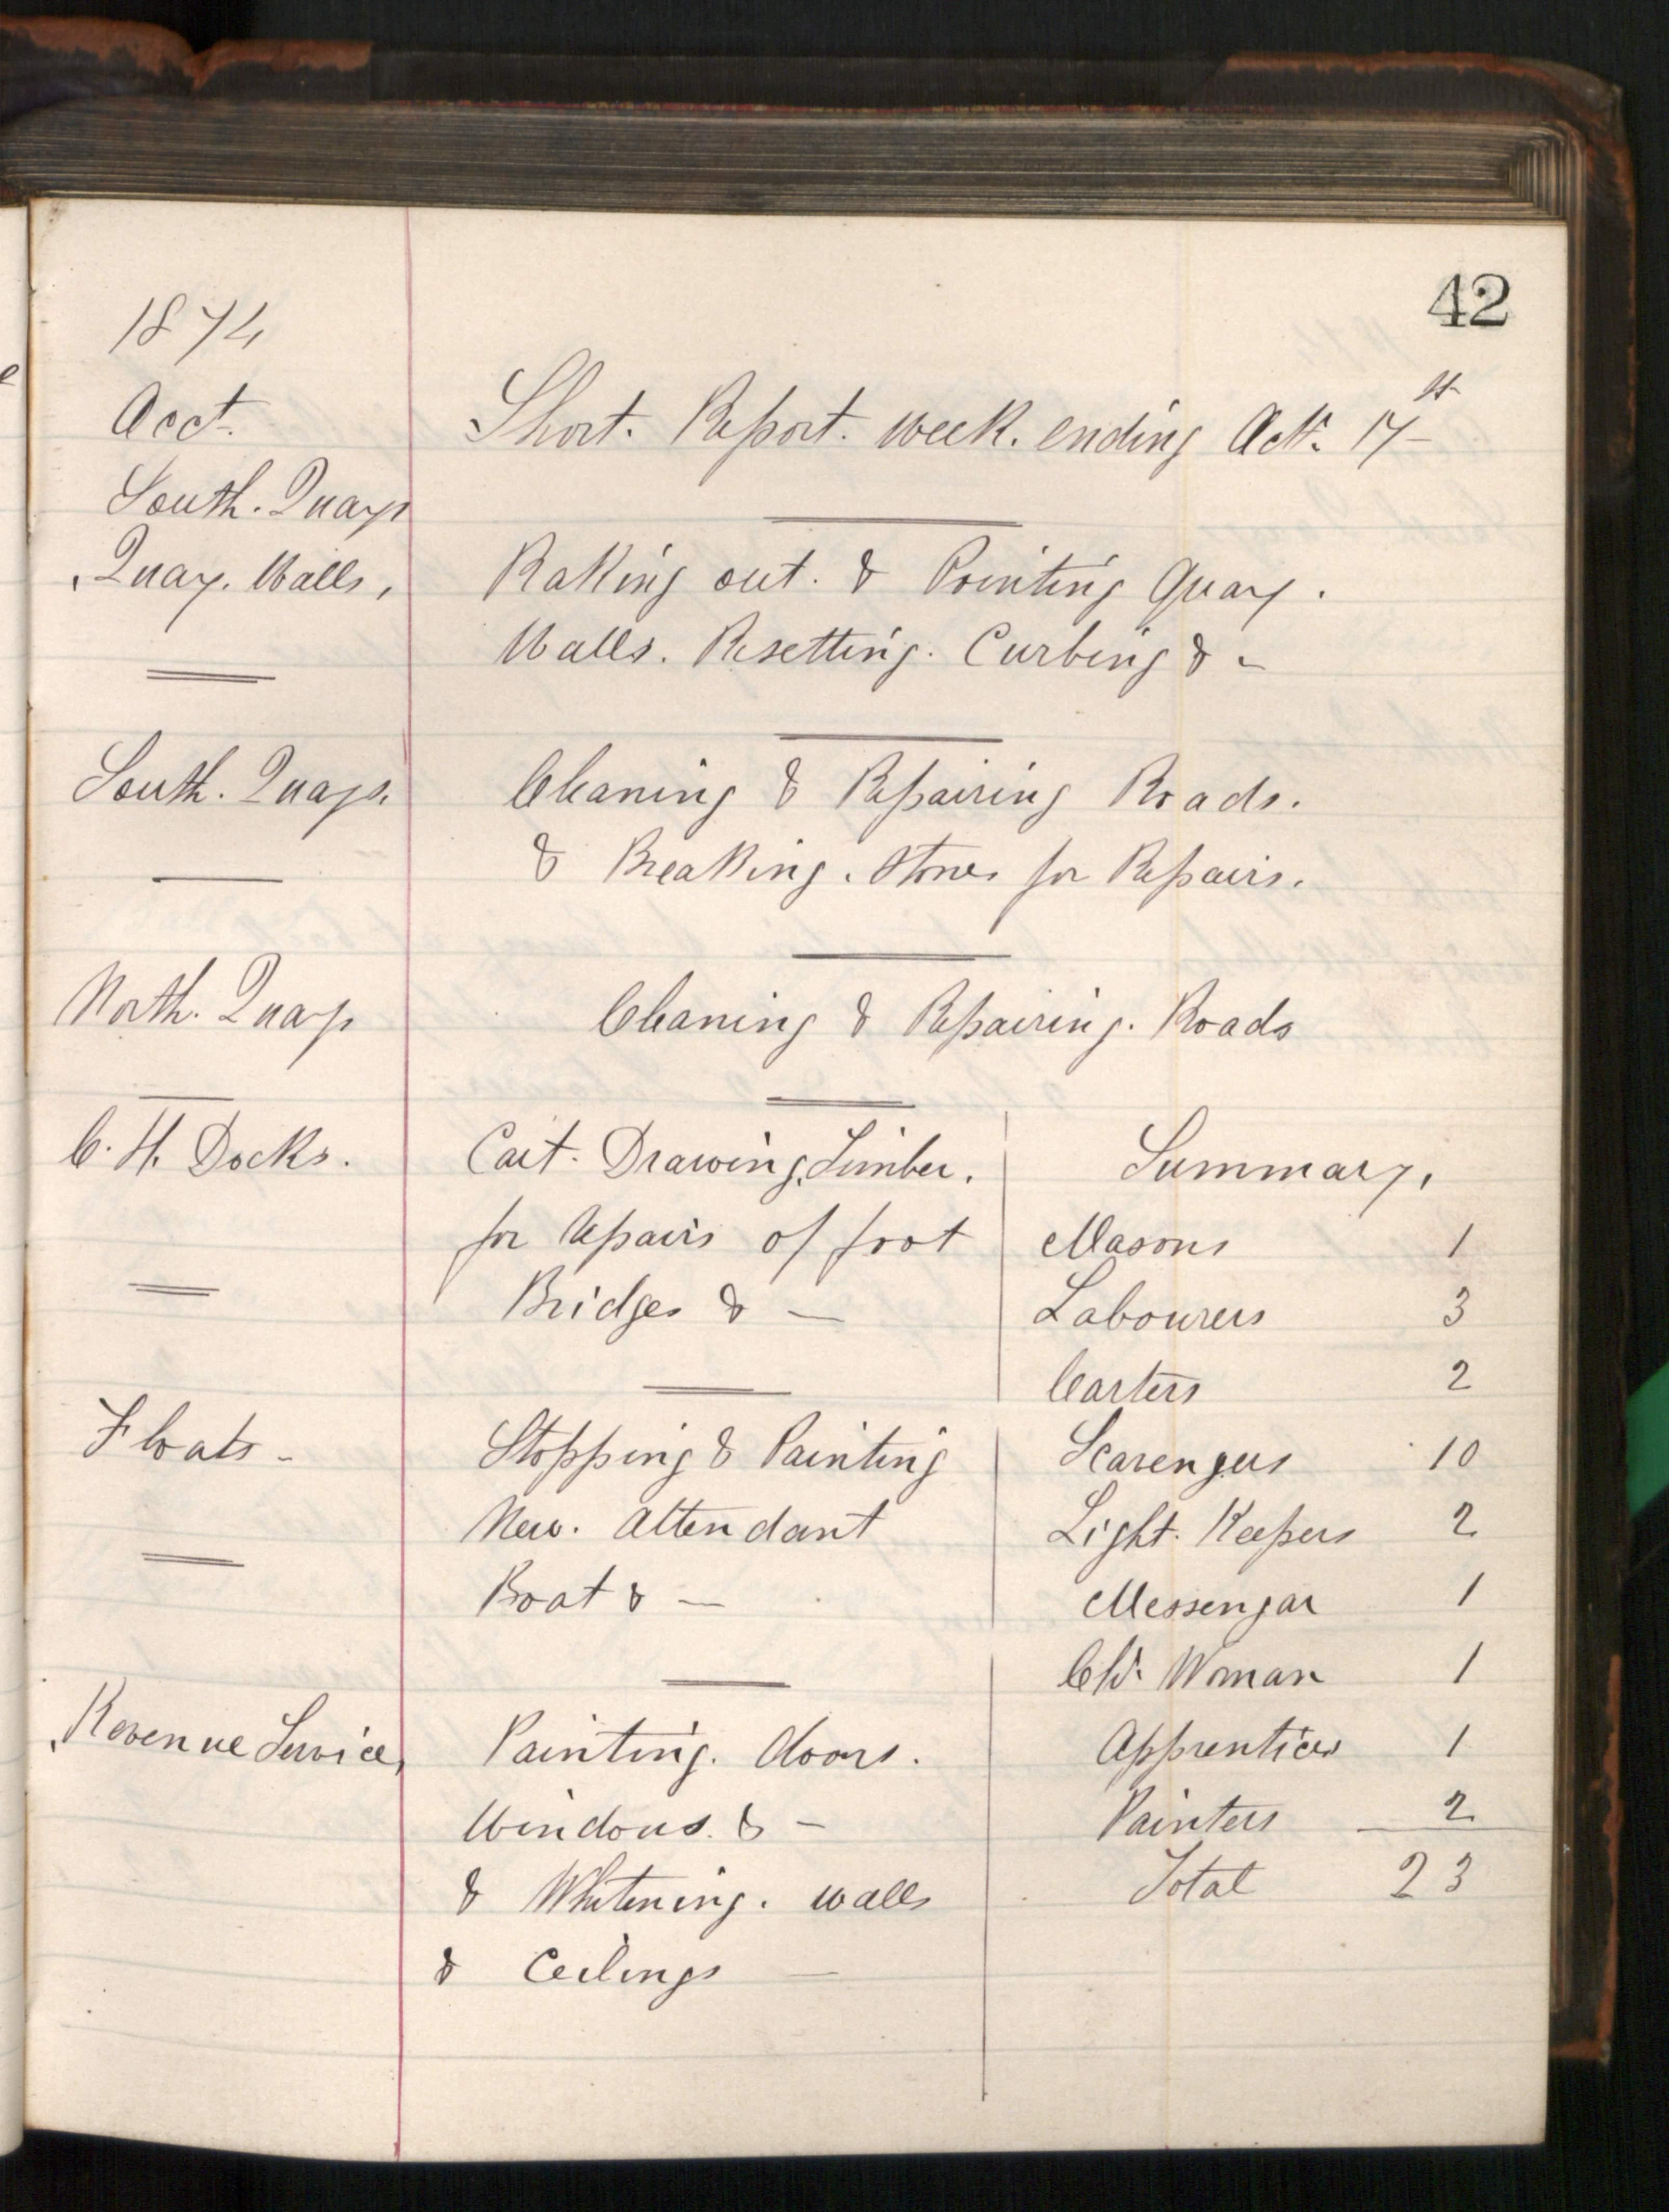 42
1874
Oct.
Short. Report. week. ending Oct. 17th
South. Quays
Quay. Walls,
Raking out. & Pointing Quay.
Walls. Resetting. Curbing & -
South. Quays.
Cleaning & Repairing Roads.
& Breaking. Stones for Repairs.
North. Quays
Cleaning & Repairing. Roads
C. H. Docks.
Cart. Drawing Timber.
for repairs of foot
Bridges & —
Summary,
Masons 1
Labourers 3
Carters 2
Floats -
Stopping & Painting
New. Attendant
Boat & —
Scavengers 10
Light. Keepers 2
Messengar 1
Woman 1
Revenue Service,
Painting. doors.
Windows. & -
& Whitening. walls
& Ceilings —
Apprentices 1
Painters 2
Total 23